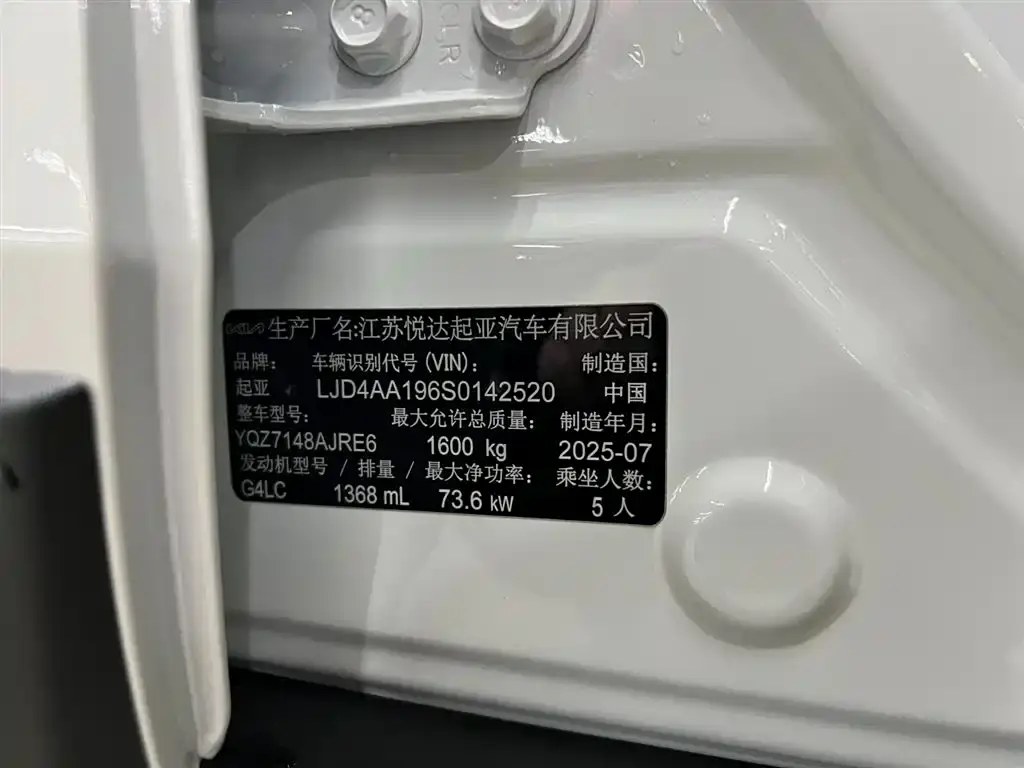 8
CLR
KIA 生产厂名:江苏悦达起亚汽车有限公司
品牌: 车辆识别代号(VIN): 制造国:
起亚 LJD4AA196S0142520 中国
整车型号: 最大允许总质量: 制造年月:
YQZ7148AJRE6 1600 kg 2025-07
发动机型号 / 排量 / 最大净功率: 乘坐人数:
G4LC 1368 mL 73.6 kW 5 人